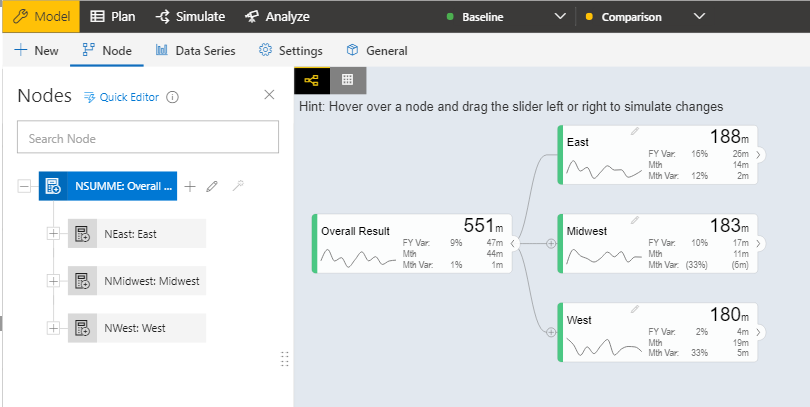 Model Plan Simulate Analyze Baseline Comparison
New Node Data Series Settings General
Nodes Quick Editor
Search Node
NSUMME: Overall ...
NEast: East
NMidwest: Midwest
NWest: West
Hint: Hover over a node and drag the slider left or right to simulate changes
Overall Result 551m
FY Var: 9% 47m
Mth 44m
Mth Var: 1% 1m
East 188m
FY Var: 16% 26m
Mth 14m
Mth Var: 12% 2m
Midwest 183m
FY Var: 10% 17m
Mth 11m
Mth Var: (33%) (6m)
West 180m
FY Var: 2% 4m
Mth 19m
Mth Var: 33% 5m